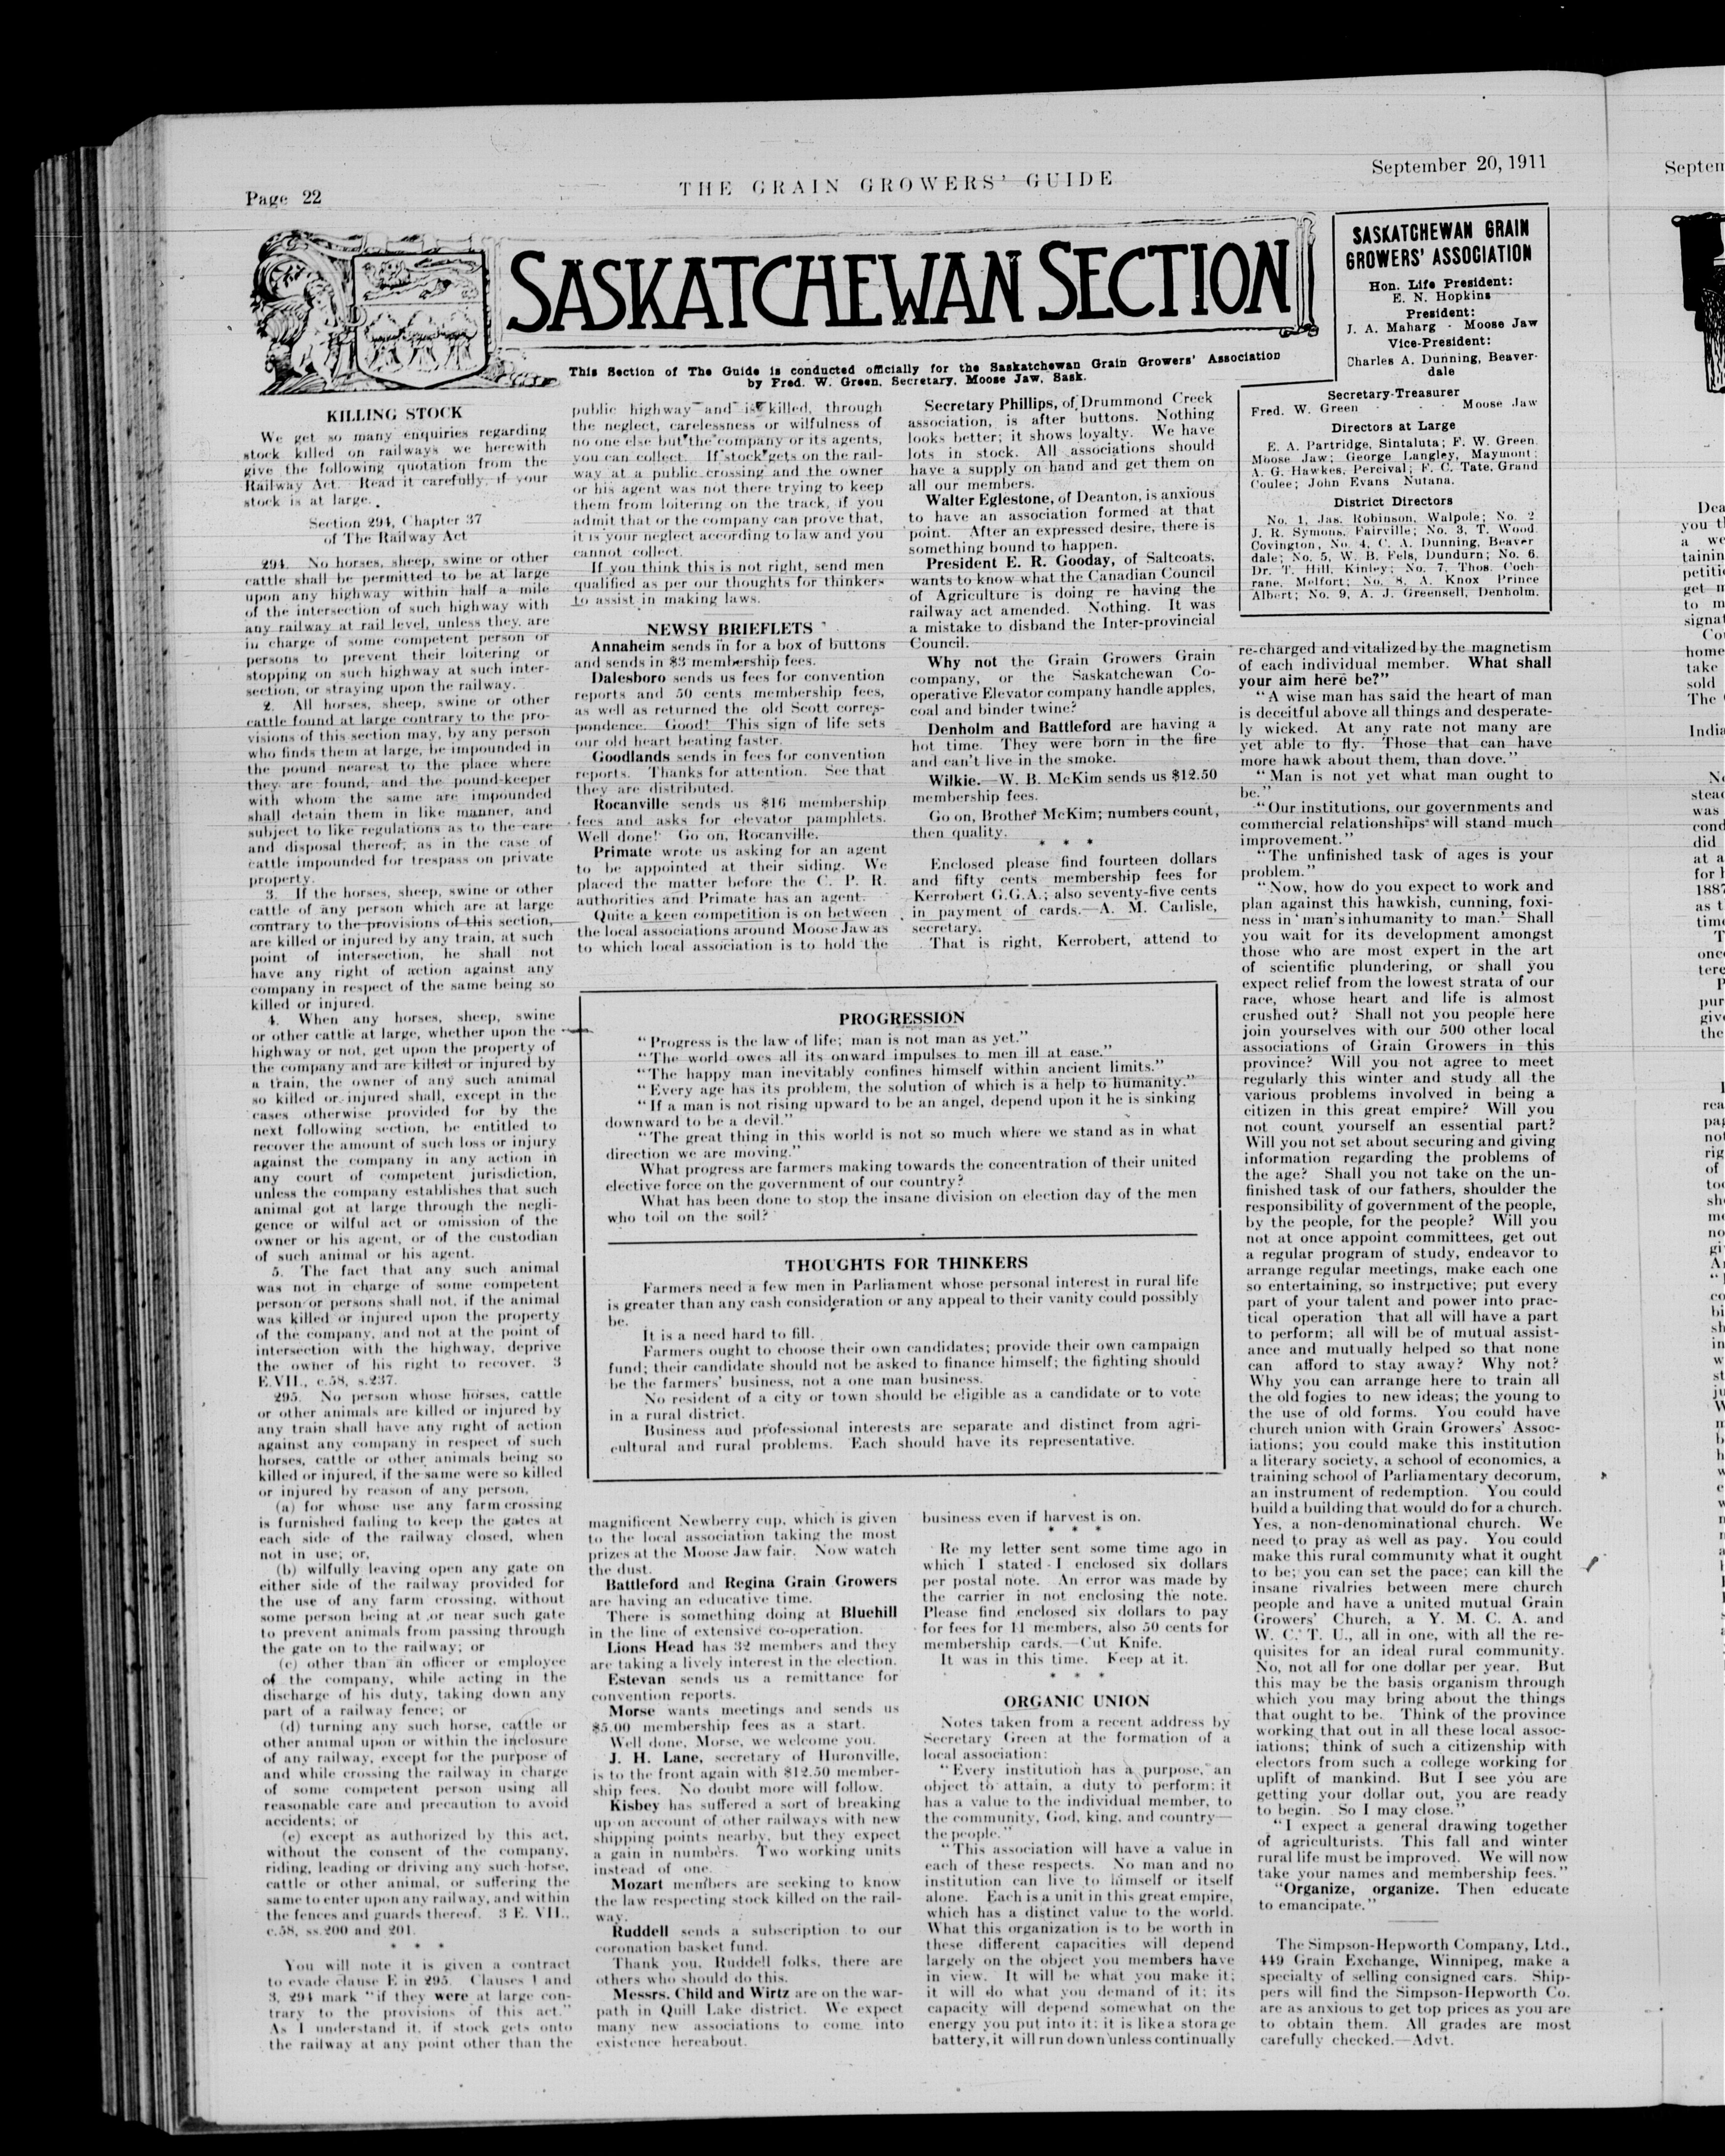 Page 22
THE GRAIN GROWERS' GUIDE
September 20, 1911
SASKATCHEWAN SECTION
This Section of The Guide is conducted officially for the Saskatchewan Grain Growers' Association
by Fred. W. Green, Secretary, Moose Jaw, Sask.
SASKATCHEWAN GRAIN
GROWERS' ASSOCIATION
Hon. Life President:
E. N. Hopkins
President:
J. A. Maharg - Moose Jaw
Vice-President:
Charles A. Dunning, Beaver-
dale
Secretary-Treasurer
Fred. W. Green - - Moose Jaw
Directors at Large
E. A. Partridge, Sintaluta; F. W. Green,
Moose Jaw; George Langley, Maymont;
A. G. Hawkes, Percival; F. C. Tate, Grand
Coulee; John Evans Nutana.
District Directors
No. 1, Jas. Robinson, Walpole; No. 2
J. R. Symons, Fairville; No. 3, T. Wood
Covington, No. 4, C. A. Dunning, Beaver
dale; No. 5, W. B. Fels, Dundurn; No. 6.
Dr. T. Hill, Kinley; No. 7, Thos. Coch-
rane, Melfort; No. 8, A. Knox Prince
Albert; No. 9, A. J. Greensell, Denholm.
KILLING STOCK
We get so many enquiries regarding
stock killed on railways we herewith
give the following quotation from the
Railway Act. Read it carefully, if your
stock is at large.
Section 294, Chapter 37
of The Railway Act
294. No horses, sheep, swine or other
cattle shall be permitted to be at large
upon any highway within half a mile
of the intersection of such highway with
any railway at rail level, unless they are
in charge of some competent person or
persons to prevent their loitering or
stopping on such highway at such inter-
section, or straying upon the railway.
2. All horses, sheep, swine or other
cattle found at large contrary to the pro-
visions of this section may, by any person
who finds them at large, be impounded in
the pound nearest to the place where
they are found, and the pound-keeper
with whom the same are impounded
shall detain them in like manner, and
subject to like regulations as to the care
and disposal thereof, as in the case of
cattle impounded for trespass on private
property.
3. If the horses, sheep, swine or other
cattle of any person which are at large
contrary to the provisions of this section,
are killed or injured by any train, at such
point of intersection, he shall not
have any right of action against any
company in respect of the same being so
killed or injured.
4. When any horses, sheep, swine
or other cattle at large, whether upon the
highway or not, get upon the property of
the company and are killed or injured by
a train, the owner of any such animal
so killed or injured shall, except in the
cases otherwise provided for by the
next following section, be entitled to
recover the amount of such loss or injury
against the company in any action in
any court of competent jurisdiction,
unless the company establishes that such
animal got at large through the negli-
gence or wilful act or omission of the
owner or his agent, or of the custodian
of such animal or his agent.
5. The fact that any such animal
was not in charge of some competent
person or persons shall not, if the animal
was killed or injured upon the property
of the company, and not at the point of
intersection with the highway, deprive
the owner of his right to recover. 3
E.VII., c.58, s.237.
295. No person whose horses, cattle
or other animals are killed or injured by
any train shall have any right of action
against any company in respect of such
horses, cattle or other animals being so
killed or injured, if the same were so killed
or injured by reason of any person,
(a) for whose use any farm crossing
is furnished failing to keep the gates at
each side of the railway closed, when
not in use; or,
(b) wilfully leaving open any gate on
either side of the railway provided for
the use of any farm crossing, without
some person being at or near such gate
to prevent animals from passing through
the gate on to the railway; or
(c) other than an officer or employee
of the company, while acting in the
discharge of his duty, taking down any
part of a railway fence; or
(d) turning any such horse, cattle or
other animal upon or within the inclosure
of any railway, except for the purpose of
and while crossing the railway in charge
of some competent person using all
reasonable care and precaution to avoid
accidents; or
(e) except as authorized by this act,
without the consent of the company,
riding, leading or driving any such horse,
cattle or other animal, or suffering the
same to enter upon any railway, and within
the fences and guards thereof. 3 E. VII.,
c.58, ss.200 and 201.
* * *
You will note it is given a contract
to evade clause E in 295. Clauses 1 and
3, 294 mark "if they were at large con-
trary to the provisions of this act."
As I understand it, if stock gets onto
the railway at any point other than the
public highway and is killed, through
the neglect, carelessness or wilfulness of
no one else but the company or its agents,
you can collect. If stock gets on the rail-
way at a public crossing and the owner
or his agent was not there trying to keep
them from loitering on the track, if you
admit that or the company can prove that,
it is your neglect according to law and you
cannot collect.
If you think this is not right, send men
qualified as per our thoughts for thinkers
to assist in making laws.
NEWSY BRIEFLETS
Annaheim sends in for a box of buttons
and sends in $3 membership fees.
Dalesboro sends us fees for convention
reports and 50 cents membership fees,
as well as returned the old Scott corres-
pondence. Good! This sign of life sets
our old heart beating faster.
Goodlands sends in fees for convention
reports. Thanks for attention. See that
they are distributed.
Rocanville sends us $16 membership
fees and asks for elevator pamphlets.
Well done! Go on, Rocanville.
Primate wrote us asking for an agent
to be appointed at their siding. We
placed the matter before the C. P. R.
authorities and Primate has an agent.
Quite a keen competition is on between
the local associations around Moose Jaw as
to which local association is to hold the
Secretary Phillips, of Drummond Creek
association, is after buttons. Nothing
looks better; it shows loyalty. We have
lots in stock. All associations should
have a supply on hand and get them on
all our members.
Walter Eglestone, of Deanton, is anxious
to have an association formed at that
point. After an expressed desire, there is
something bound to happen.
President E. R. Gooday, of Saltcoats,
wants to know what the Canadian Council
of Agriculture is doing re having the
railway act amended. Nothing. It was
a mistake to disband the Inter-provincial
Council.
Why not the Grain Growers Grain
company, or the Saskatchewan Co-
operative Elevator company handle apples,
coal and binder twine?
Denholm and Battleford are having a
hot time. They were born in the fire
and can't live in the smoke.
Wilkie.—W. B. McKim sends us $12.50
membership fees.
Go on, Brother McKim; numbers count,
then quality.
* * *
Enclosed please find fourteen dollars
and fifty cents membership fees for
Kerrobert G.G.A.; also seventy-five cents
in payment of cards.—A. M. Carlisle,
secretary.
That is right, Kerrobert, attend to
PROGRESSION
"Progress is the law of life; man is not man as yet."
"The world owes all its onward impulses to men ill at ease."
"The happy man inevitably confines himself within ancient limits."
"Every age has its problem, the solution of which is a help to humanity."
"If a man is not rising upward to be an angel, depend upon it he is sinking
downward to be a devil."
"The great thing in this world is not so much where we stand as in what
direction we are moving."
What progress are farmers making towards the concentration of their united
elective force on the government of our country?
What has been done to stop the insane division on election day of the men
who toil on the soil?
THOUGHTS FOR THINKERS
Farmers need a few men in Parliament whose personal interest in rural life
is greater than any cash consideration or any appeal to their vanity could possibly
be.
It is a need hard to fill.
Farmers ought to choose their own candidates; provide their own campaign
fund; their candidate should not be asked to finance himself; the fighting should
be the farmers' business, not a one man business.
No resident of a city or town should be eligible as a candidate or to vote
in a rural district.
Business and professional interests are separate and distinct from agri-
cultural and rural problems. Each should have its representative.
magnificent Newberry cup, which is given
to the local association taking the most
prizes at the Moose Jaw fair. Now watch
the dust.
Battleford and Regina Grain Growers
are having an educative time.
There is something doing at Bluehill
in the line of extensive co-operation.
Lions Head has 32 members and they
are taking a lively interest in the election.
Estevan sends us a remittance for
convention reports.
Morse wants meetings and sends us
$5.00 membership fees as a start.
Well done, Morse, we welcome you.
J. H. Lane, secretary of Huronville,
is to the front again with $12.50 member-
ship fees. No doubt more will follow.
Kisbey has suffered a sort of breaking
up on account of other railways with new
shipping points nearby, but they expect
a gain in numbers. Two working units
instead of one.
Mozart members are seeking to know
the law respecting stock killed on the rail-
way.
Ruddell sends a subscription to our
coronation basket fund.
Thank you, Ruddell folks, there are
others who should do this.
Messrs. Child and Wirtz are on the war-
path in Quill Lake district. We expect
many new associations to come into
existence hereabout.
business even if harvest is on.
* * *
Re my letter sent some time ago in
which I stated I enclosed six dollars
per postal note. An error was made by
the carrier in not enclosing the note.
Please find enclosed six dollars to pay
for fees for 11 members, also 50 cents for
membership cards.—Cut Knife.
It was in this time. Keep at it.
* * *
ORGANIC UNION
Notes taken from a recent address by
Secretary Green at the formation of a
local association:
"Every institution has a purpose, an
object to attain, a duty to perform; it
has a value to the individual member, to
the community, God, king, and country—
the people."
"This association will have a value in
each of these respects. No man and no
institution can live to himself or itself
alone. Each is a unit in this great empire,
which has a distinct value to the world.
What this organization is to be worth in
these different capacities will depend
largely on the object you members have
in view. It will be what you make it;
it will do what you demand of it; its
capacity will depend somewhat on the
energy you put into it; it is like a storage
battery, it will run down unless continually
re-charged and vitalized by the magnetism
of each individual member. What shall
your aim here be?"
"A wise man has said the heart of man
is deceitful above all things and desperate-
ly wicked. At any rate not many are
yet able to fly. Those that can have
more hawk about them, than dove."
"Man is not yet what man ought to
be."
"Our institutions, our governments and
commercial relationships will stand much
improvement."
"The unfinished task of ages is your
problem."
"Now, how do you expect to work and
plan against this hawkish, cunning, foxi-
ness in 'man's inhumanity to man.' Shall
you wait for its development amongst
those who are most expert in the art
of scientific plundering, or shall you
expect relief from the lowest strata of our
race, whose heart and life is almost
crushed out? Shall not you people here
join yourselves with our 500 other local
associations of Grain Growers in this
province? Will you not agree to meet
regularly this winter and study all the
various problems involved in being a
citizen in this great empire? Will you
not count yourself an essential part?
Will you not set about securing and giving
information regarding the problems of
the age? Shall you not take on the un-
finished task of our fathers, shoulder the
responsibility of government of the people,
by the people, for the people? Will you
not at once appoint committees, get out
a regular program of study, endeavor to
arrange regular meetings, make each one
so entertaining, so instructive; put every
part of your talent and power into prac-
tical operation that all will have a part
to perform; all will be of mutual assist-
ance and mutually helped so that none
can afford to stay away? Why not?
Why you can arrange here to train all
the old fogies to new ideas; the young to
the use of old forms. You could have
church union with Grain Growers' Assoc-
iations; you could make this institution
a literary society, a school of economics, a
training school of Parliamentary decorum,
an instrument of redemption. You could
build a building that would do for a church.
Yes, a non-denominational church. We
need to pray as well as pay. You could
make this rural community what it ought
to be; you can set the pace; can kill the
insane rivalries between mere church
people and have a united mutual Grain
Growers' Church, a Y. M. C. A. and
W. C. T. U., all in one, with all the re-
quisites for an ideal rural community.
No, not all for one dollar per year. But
this may be the basis organism through
which you may bring about the things
that ought to be. Think of the province
working that out in all these local assoc-
iations; think of such a citizenship with
electors from such a college working for
uplift of mankind. But I see you are
getting your dollar out, you are ready
to begin. So I may close."
"I expect a general drawing together
of agriculturists. This fall and winter
rural life must be improved. We will now
take your names and membership fees."
"Organize, organize. Then educate
to emancipate."
The Simpson-Hepworth Company, Ltd.,
449 Grain Exchange, Winnipeg, make a
specialty of selling consigned cars. Ship-
pers will find the Simpson-Hepworth Co.
are as anxious to get top prices as you are
to obtain them. All grades are most
carefully checked.—Advt.